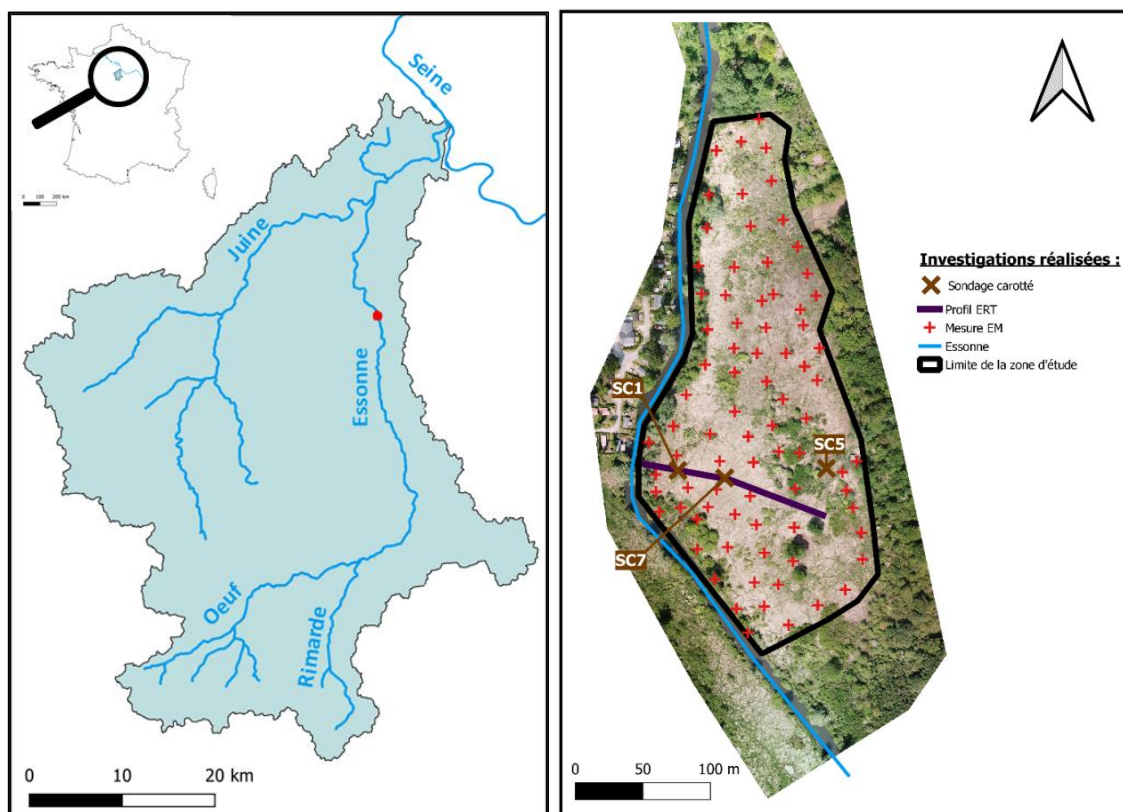 0 100 200 km
Seine
Juine
Essonne
Oeuf
Rimarde
0 10 20 km
Investigations réalisées :
Sondage carotté
Profil ERT
Mesure EM
Essonne
Limite de la zone d'étude
SC1
SC5
SC7
0 50 100 m